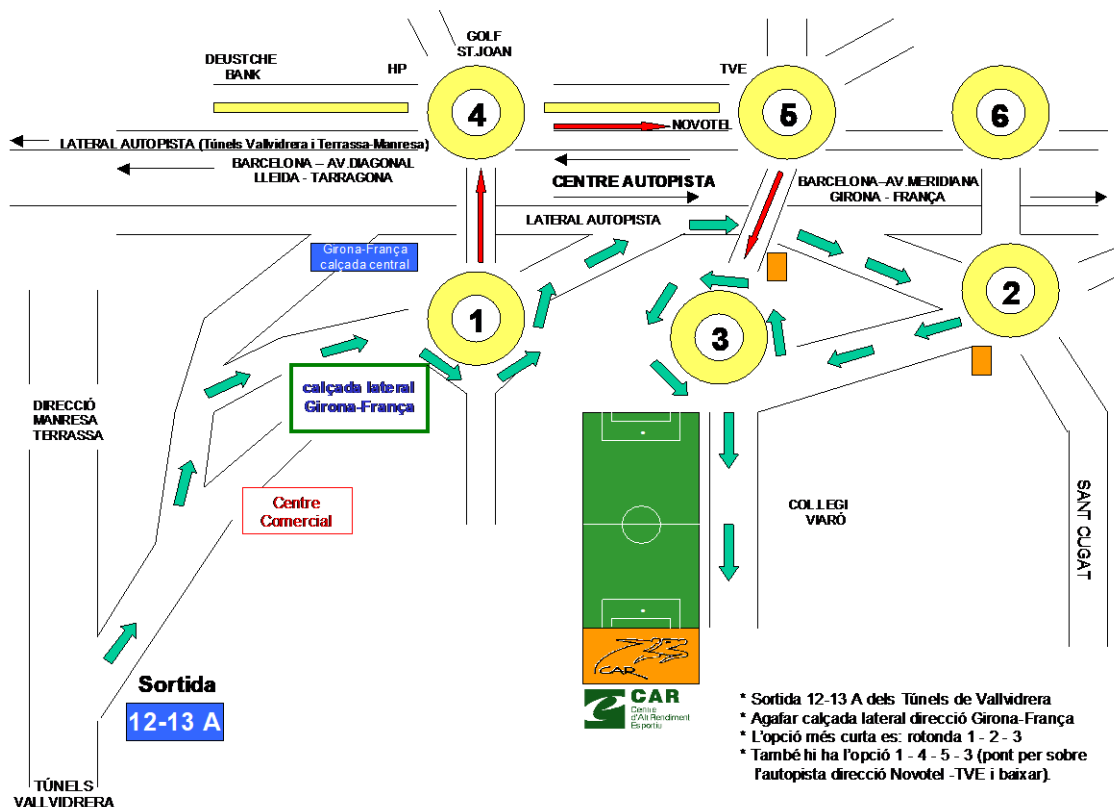 GOLF
ST.JOAN
DEUSTCHE
BANK
HP
TVE
4
5
6
NOVOTEL
LATERAL AUTOPISTA (Túnels Valvidrera i Terrassa-Manresa)
BARCELONA – AV.DIAGONAL
LLEIDA - TARRAGONA
CENTRE AUTOPISTA
BARCELONA–AV.MERIDIANA
GIRONA - FRANÇA
LATERAL AUTOPISTA
Girona-França
calçada central
1
2
3
calçada lateral
Girona-França
DIRECCIÓ
MANRESA
TERRASSA
Centre
Comercial
COL.LEGI
VIARÓ
SANT CUGAT
Sortida
12-13 A
CAR
CAR
Centre
d'Alt Rendiment
Esportiu
* Sortida 12-13 A dels Túnels de Vallvidrera
* Agafar calçada lateral direcció Girona-França
* L'opció més curta es: rotonda 1 - 2 - 3
* També hi ha l'opció 1 - 4 - 5 - 3 (pont per sobre
l'autopista direcció Novotel -TVE i baixar).
TÚNELS
VALLVIDRERA